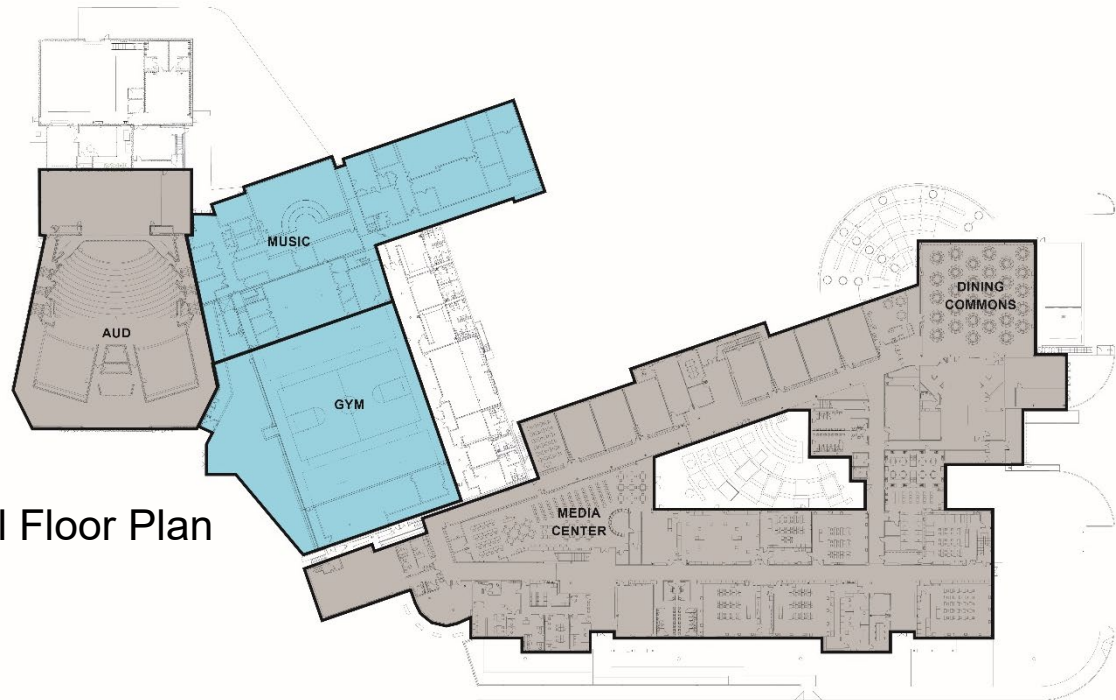 MUSIC
DINING
COMMONS
AUD
GYM
MEDIA
CENTER
l Floor Plan